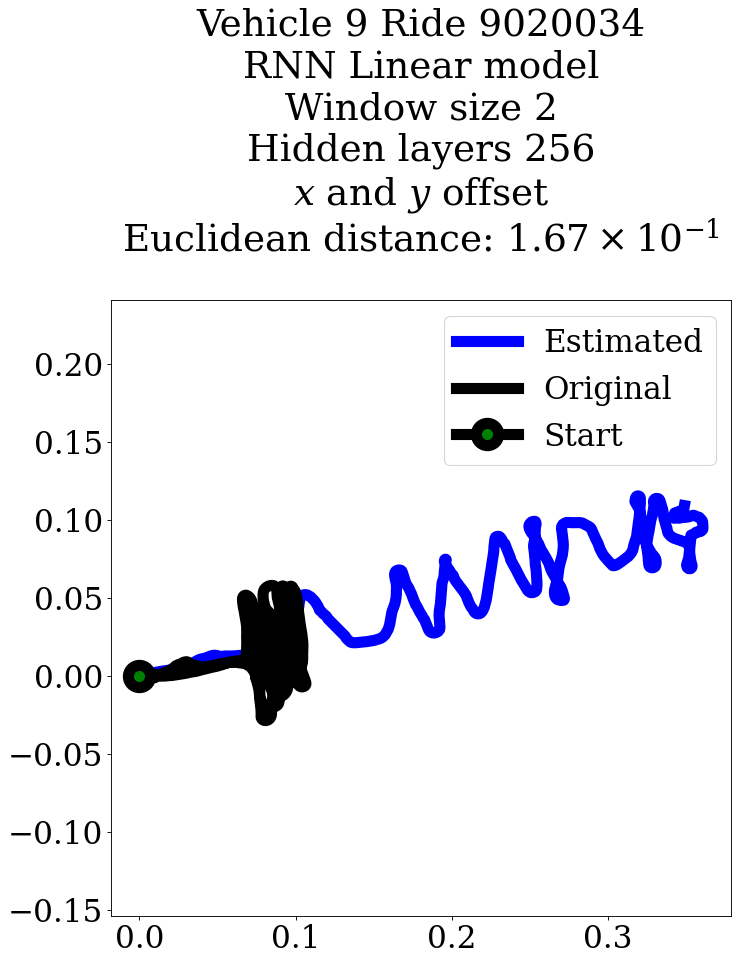 Vehicle 9 Ride 9020034
RNN Linear model
Window size 2
Hidden layers 256
x and y offset
Euclidean distance: 1.67 × 10⁻¹
Estimated
Original
Start
0.20
0.15
0.10
0.05
0.00
−0.05
−0.10
−0.15
0.0 0.1 0.2 0.3